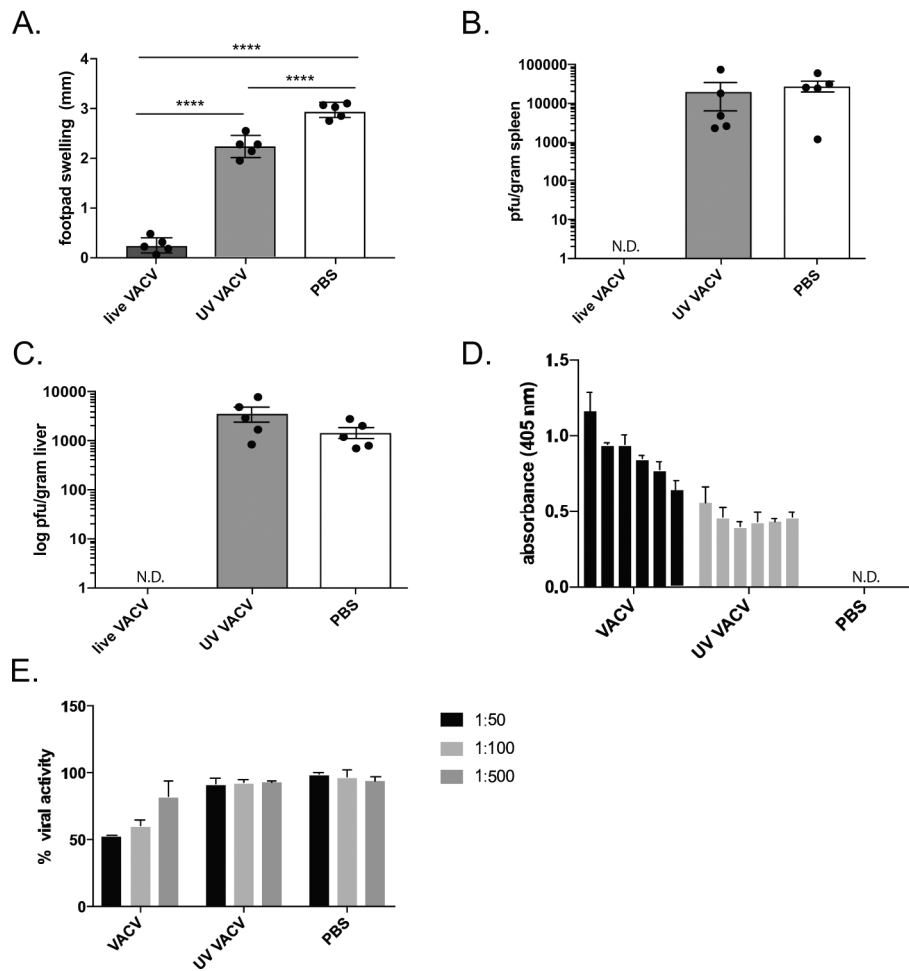 A.
footpad swelling (mm)
4
3
2
1
0
****
****
****
live VACV
UV VACV
PBS
B.
pfu/gram spleen
100000
10000
1000
100
10
1
N.D.
live VACV
UV VACV
PBS
C.
log pfu/gram liver
10000
1000
100
10
1
N.D.
live VACV
UV VACV
PBS
D.
absorbance (405 nm)
1.5
1.0
0.5
0.0
N.D.
VACV
UV VACV
PBS
E.
% viral activity
150
100
50
0
VACV
UV VACV
PBS
1:50
1:100
1:500